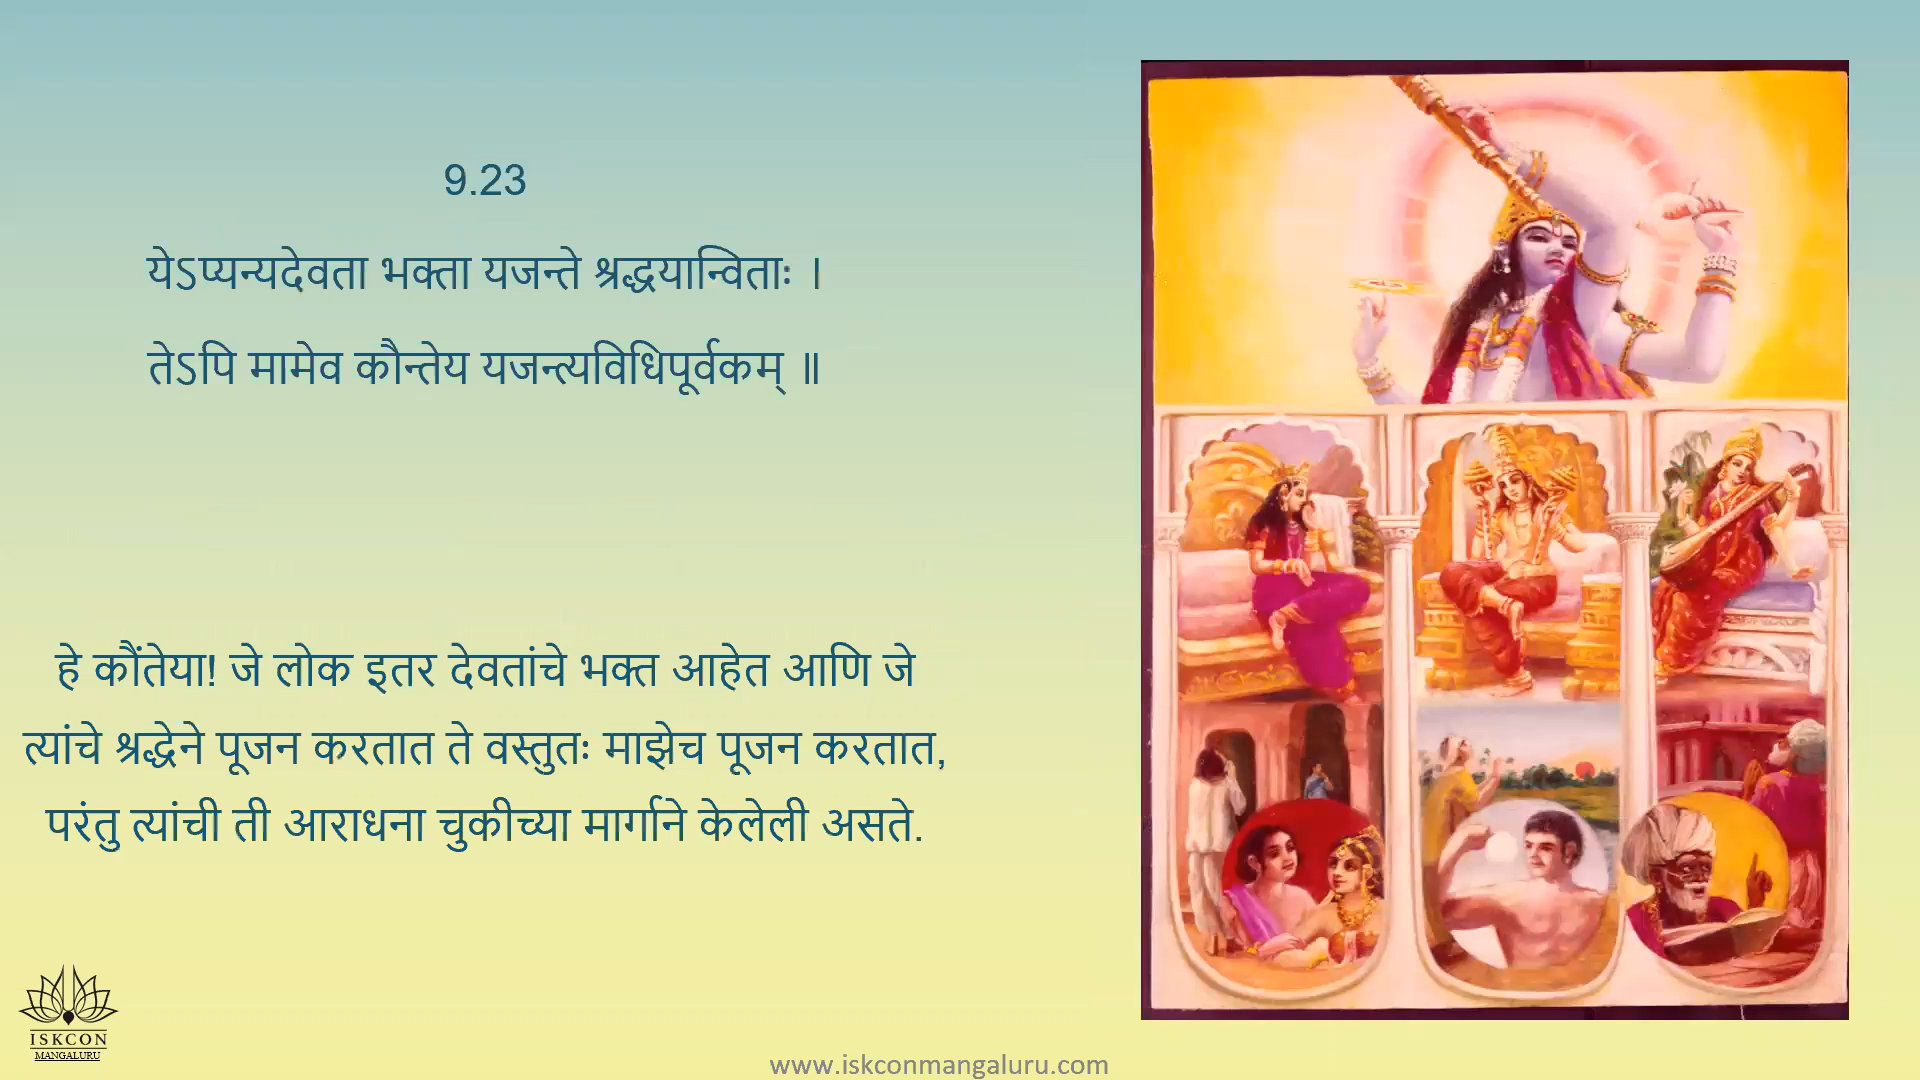 9.23
येऽप्यन्यदेवता भक्ता यजन्ते श्रद्धयान्विताः ।
तेऽपि मामेव कौन्तेय यजन्त्यविधिपूर्वकम् ॥
हे कौंतेया! जे लोक इतर देवतांचे भक्त आहेत आणि जे
त्यांचे श्रद्धेने पूजन करतात ते वस्तुतः माझेच पूजन करतात,
परंतु त्यांची ती आराधना चुकीच्या मार्गाने केलेली असते.
ISKCON
MANGALURU
www.iskconmangaluru.com